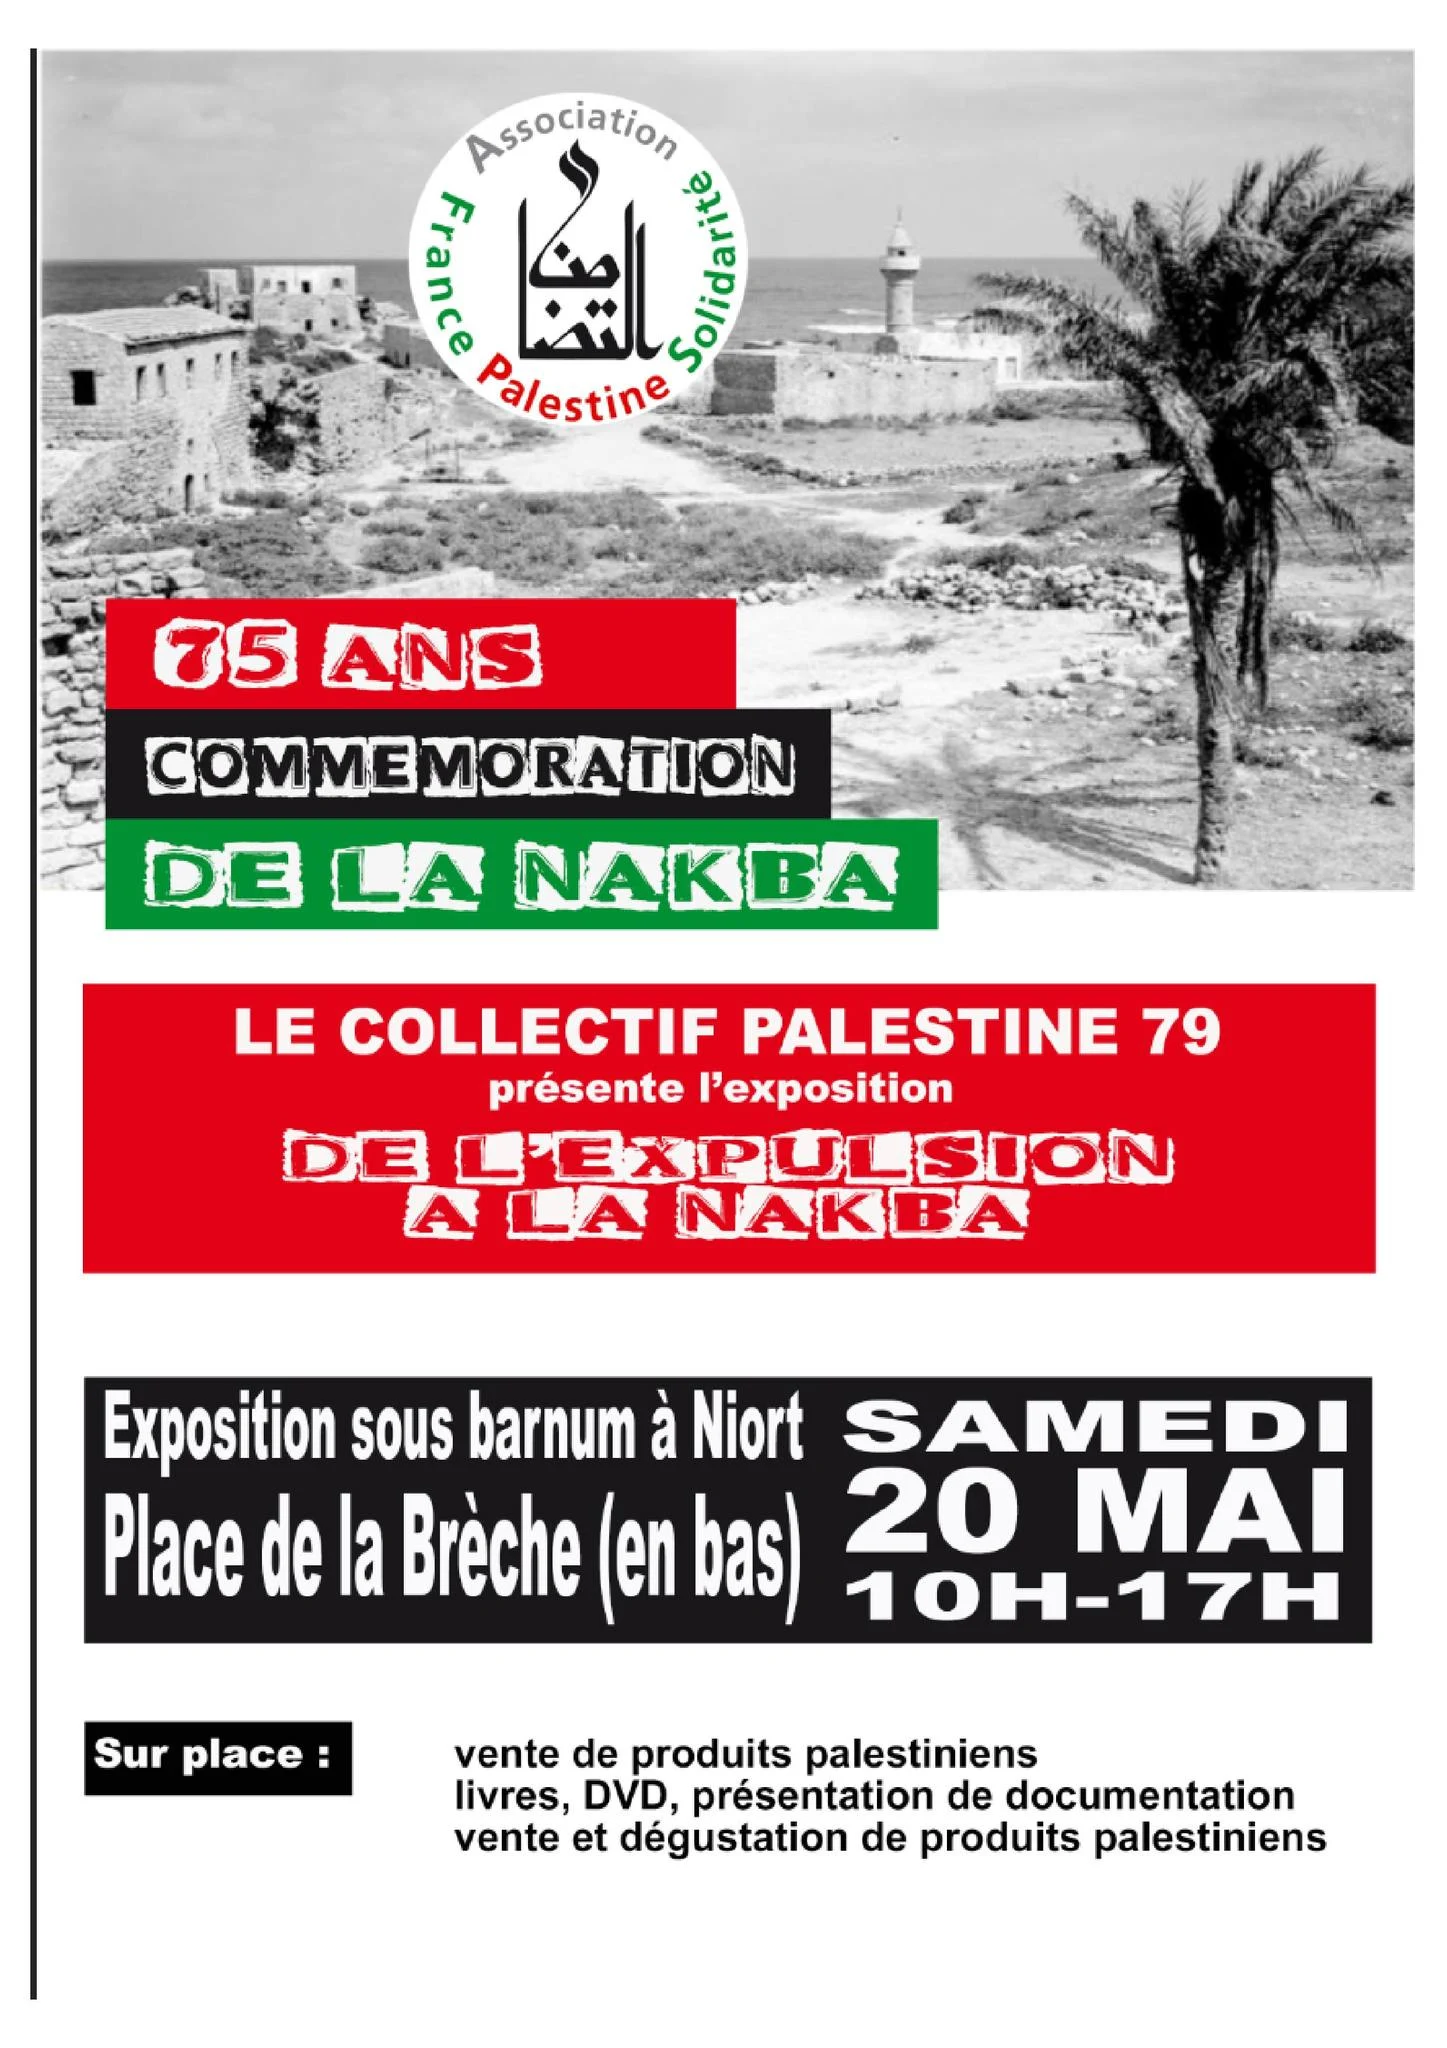 Association
France Palestine Solidarité
التضامن
75 ANS
COMMEMORATION
DE LA NAKBA
LE COLLECTIF PALESTINE 79
présente l'exposition
DE L'EXPULSION
A LA NAKBA
Exposition sous barnum à Niort
Place de la Brèche (en bas)
SAMEDI
20 MAI
10H-17H
Sur place :
vente de produits palestiniens
livres, DVD, présentation de documentation
vente et dégustation de produits palestiniens